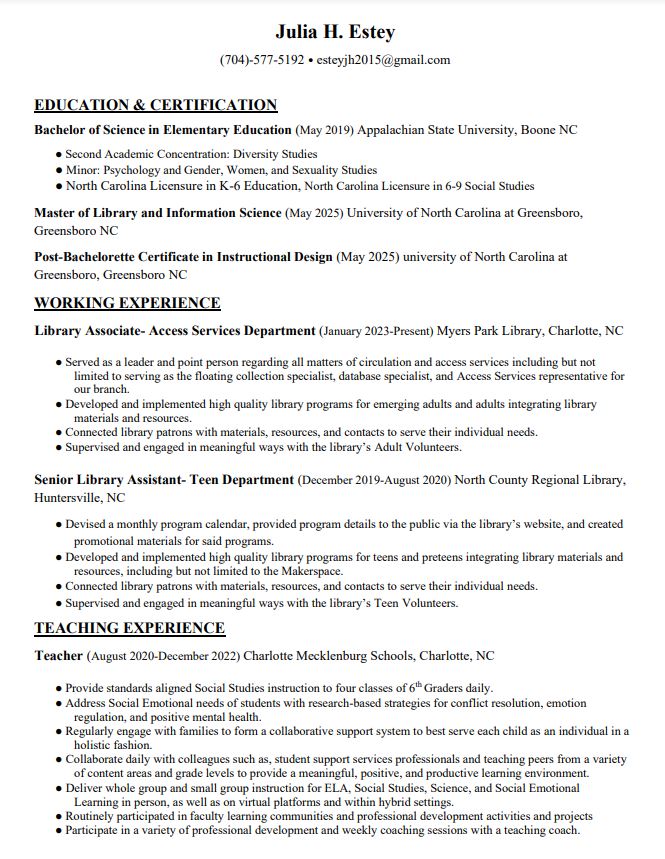 Julia H. Estey
(704)-577-5192 • esteyjh2015@gmail.com
EDUCATION & CERTIFICATION
Bachelor of Science in Elementary Education (May 2019) Appalachian State University, Boone NC
● Second Academic Concentration: Diversity Studies
● Minor: Psychology and Gender, Women, and Sexuality Studies
● North Carolina Licensure in K-6 Education, North Carolina Licensure in 6-9 Social Studies
Master of Library and Information Science (May 2025) University of North Carolina at Greensboro,
Greensboro NC
Post-Bachelorette Certificate in Instructional Design (May 2025) university of North Carolina at
Greensboro, Greensboro NC
WORKING EXPERIENCE
Library Associate- Access Services Department (January 2023-Present) Myers Park Library, Charlotte, NC
● Served as a leader and point person regarding all matters of circulation and access services including but not
limited to serving as the floating collection specialist, database specialist, and Access Services representative for
our branch.
● Developed and implemented high quality library programs for emerging adults and adults integrating library
materials and resources.
● Connected library patrons with materials, resources, and contacts to serve their individual needs.
● Supervised and engaged in meaningful ways with the library's Adult Volunteers.
Senior Library Assistant- Teen Department (December 2019-August 2020) North County Regional Library,
Huntersville, NC
● Devised a monthly program calendar, provided program details to the public via the library's website, and created
promotional materials for said programs.
● Developed and implemented high quality library programs for teens and preteens integrating library materials and
resources, including but not limited to the Makerspace.
● Connected library patrons with materials, resources, and contacts to serve their individual needs.
● Supervised and engaged in meaningful ways with the library's Teen Volunteers.
TEACHING EXPERIENCE
Teacher (August 2020-December 2022) Charlotte Mecklenburg Schools, Charlotte, NC
● Provide standards aligned Social Studies instruction to four classes of 6th Graders daily.
● Address Social Emotional needs of students with research-based strategies for conflict resolution, emotion
regulation, and positive mental health.
● Regularly engage with families to form a collaborative support system to best serve each child as an individual in a
holistic fashion.
● Collaborate daily with colleagues such as, student support services professionals and teaching peers from a variety
of content areas and grade levels to provide a meaningful, positive, and productive learning environment.
● Deliver whole group and small group instruction for ELA, Social Studies, Science, and Social Emotional
Learning in person, as well as on virtual platforms and within hybrid settings.
● Routinely participated in faculty learning communities and professional development activities and projects
● Participate in a variety of professional development and weekly coaching sessions with a teaching coach.